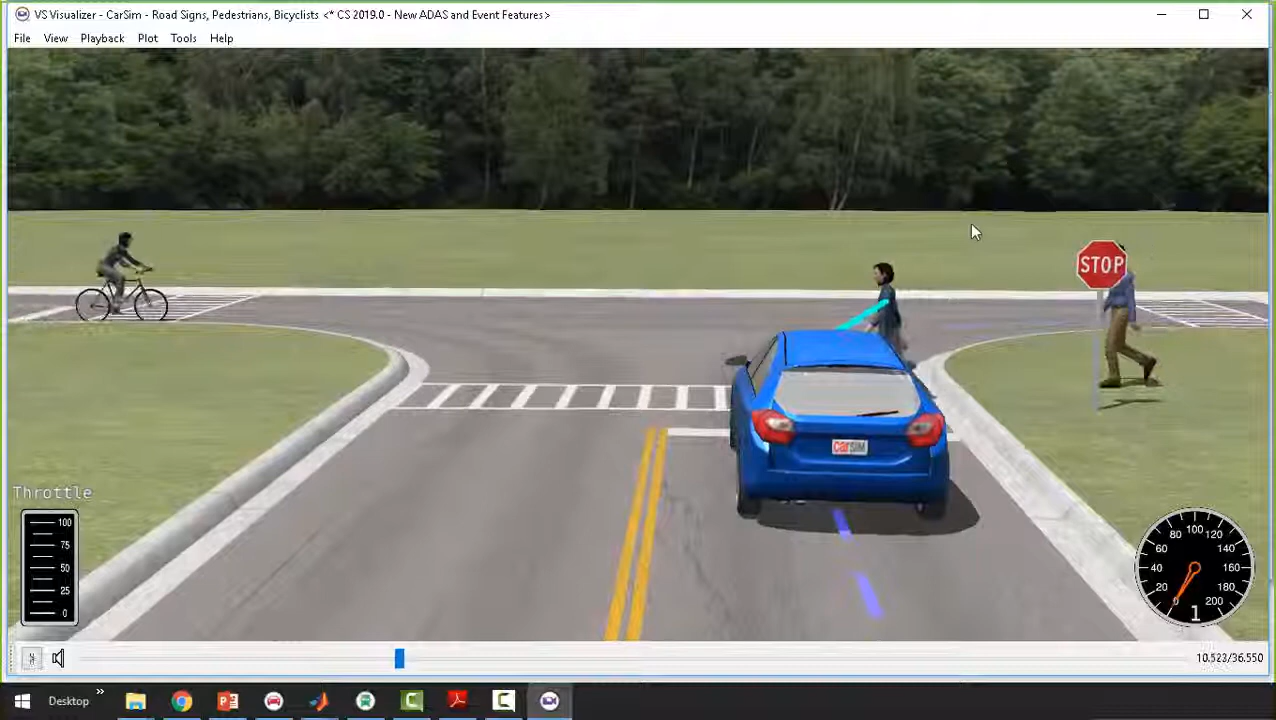 VS Visualizer - CarSim - Road Signs, Pedestrians, Bicyclists <* CS 2019.0 - New ADAS and Event Features>
File View Playback Plot Tools Help
STOP
carSIM
Throttle
100
75
50
25
0
0 20 40 60 80 100 120 140 160 180 200
1
10.523/36.550
Desktop